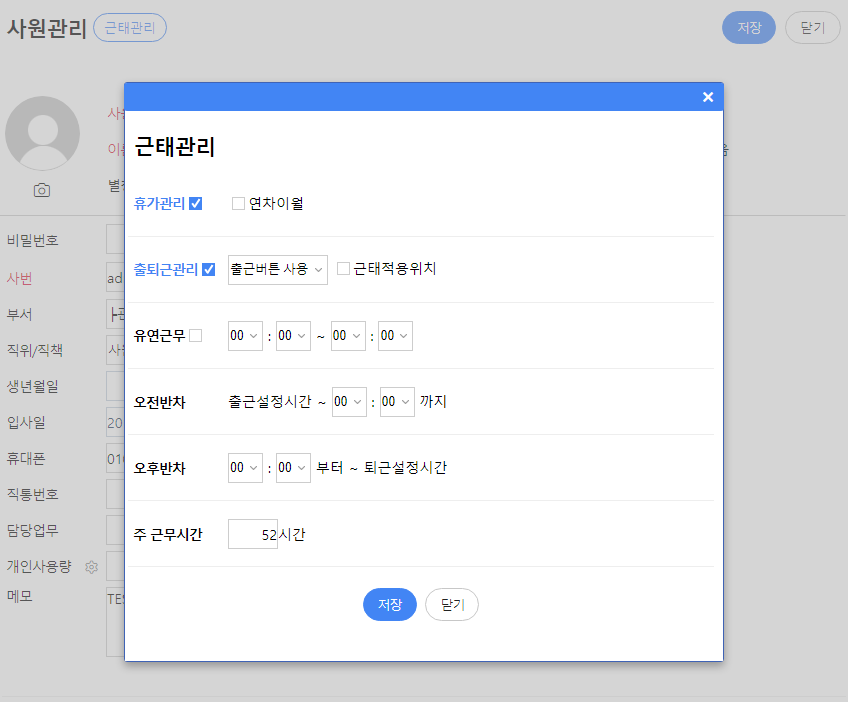 사원관리 근태관리 저장 닫기
근태관리
휴가관리 연차이월
출퇴근관리 출근버튼 사용 근태적용위치
유연근무 00 : 00 ~ 00 : 00
오전반차 출근설정시간 ~ 00 : 00 까지
오후반차 00 : 00 부터 ~ 퇴근설정시간
주 근무시간 52시간
저장 닫기
비밀번호
사번 ad
부서
직위/직책
생년월일
입사일 20
휴대폰 010
직통번호
담당업무
개인사용량
메모